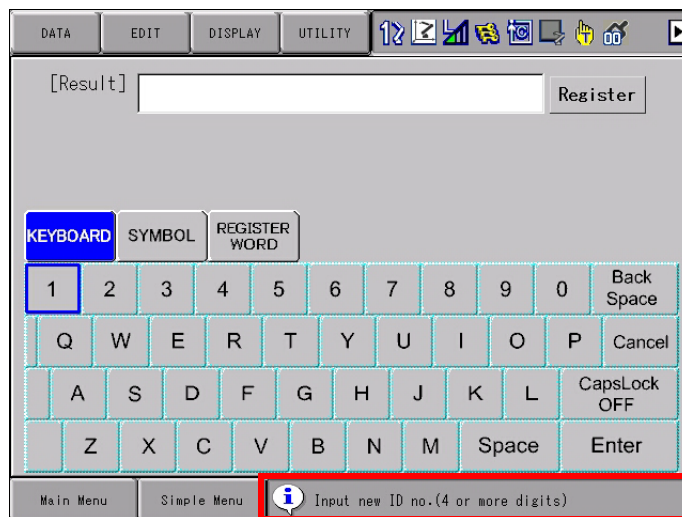 DATA EDIT DISPLAY UTILITY
[Result] Register
KEYBOARD SYMBOL REGISTER WORD
1 2 3 4 5 6 7 8 9 0 Back Space
Q W E R T Y U I O P Cancel
A S D F G H J K L CapsLock OFF
Z X C V B N M Space Enter
Main Menu Simple Menu Input new ID no.(4 or more digits)